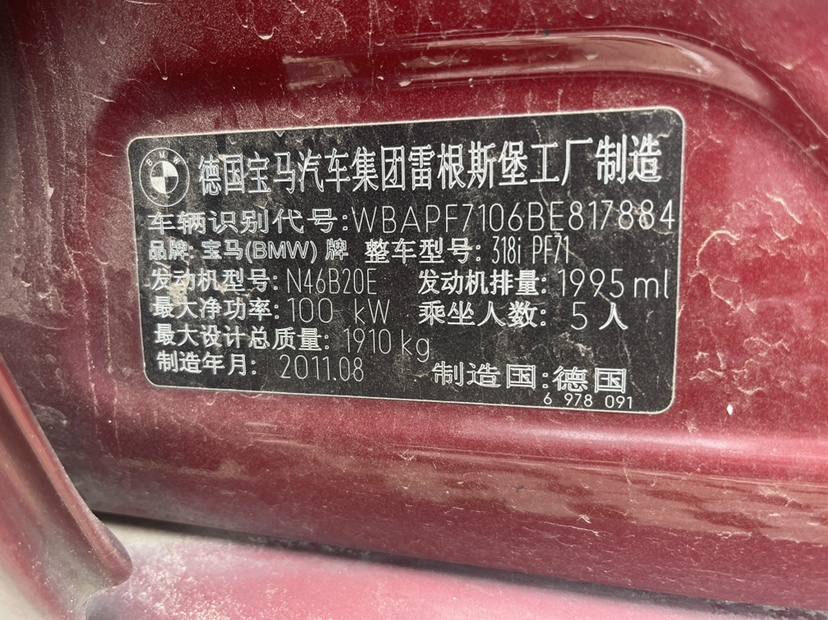 BMW 德国宝马汽车集团雷根斯堡工厂制造
车辆识别代号:WBAPF7106BE817884
品牌: 宝马(BMW) 牌 整车型号: 318i PF71
发动机型号: N46B20E 发动机排量: 1995 ml
最大净功率: 100 kW 乘坐人数: 5 人
最大设计总质量: 1910 kg
制造年月: 2011.08 制造国: 德国
6 978 091